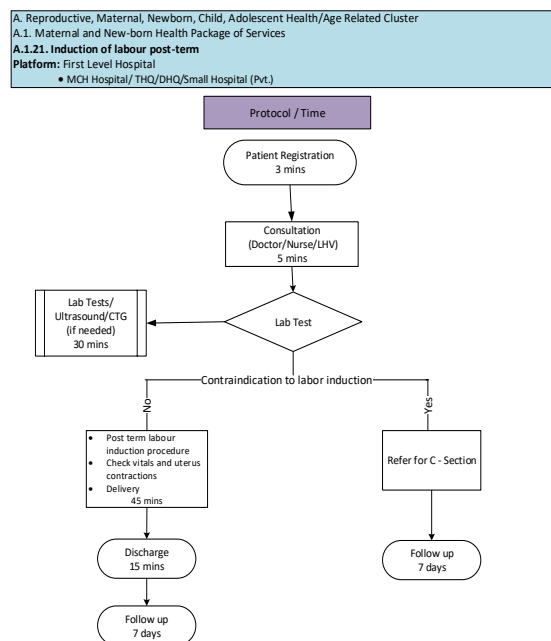 A. Reproductive, Maternal, Newborn, Child, Adolescent Health/Age Related Cluster
A.1. Maternal and New-born Health Package of Services
A.1.21. Induction of labour post-term
Platform: First Level Hospital
• MCH Hospital/ THQ/DHQ/Small Hospital (Pvt.)
Protocol / Time
Patient Registration
3 mins
Consultation
(Doctor/Nurse/LHV)
5 mins
Lab Tests/
Ultrasound/CTG
(if needed)
30 mins
Lab Test
Contraindication to labor induction
No
Yes
• Post term labour
induction procedure
• Check vitals and uterus
contractions
• Delivery
45 mins
Refer for C - Section
Discharge
15 mins
Follow up
7 days
Follow up
7 days